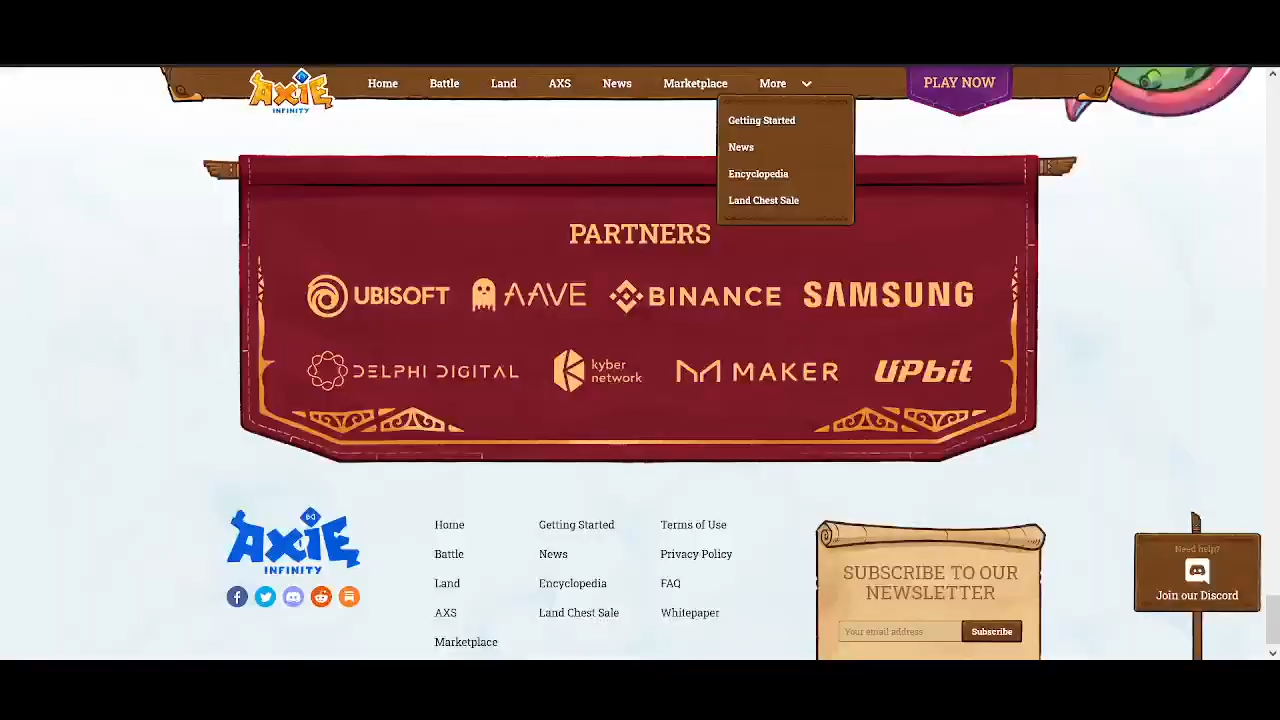 AXIE INFINITY Home Battle Land AXS News Marketplace More PLAY NOW
Getting Started
News
Encyclopedia
Land Chest Sale
PARTNERS
UBISOFT AAVE BINANCE SAMSUNG
DELPHI DIGITAL kyber network MAKER UPbit
AXIE
INFINITY
Home
Battle
Land
AXS
Marketplace
Getting Started
News
Encyclopedia
Land Chest Sale
Terms of Use
Privacy Policy
FAQ
Whitepaper
SUBSCRIBE TO OUR
NEWSLETTER
Your email address Subscribe
Need help?
Join our Discord